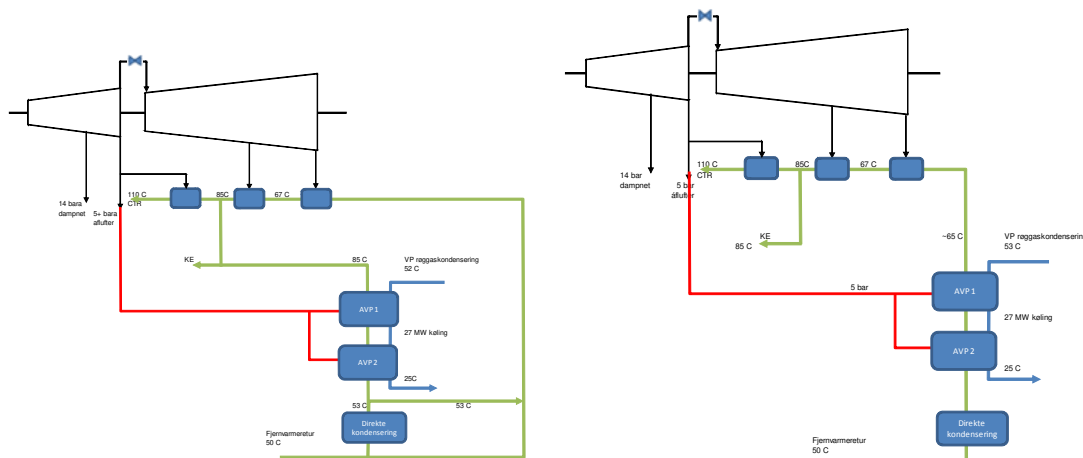 110 C
CTR
85C
67 C
14 bara
dampnet
5+ bara
aflufter
KE
85 C
VP røggaskondensering
52 C
AVP 1
27 MW køling
AVP 2
25C
53 C
53 C
Direkte
kondensering
Fjernvarmeretur
50 C
110 C
CTR
85C
67 C
14 bar
dampnet
5 bar
aflufter
KE
85 C
~65 C
VP røggaskondenserin
53 C
5 bar
AVP 1
27 MW køling
AVP 2
25 C
Direkte
kondensering
Fjernvarmeretur
50 C